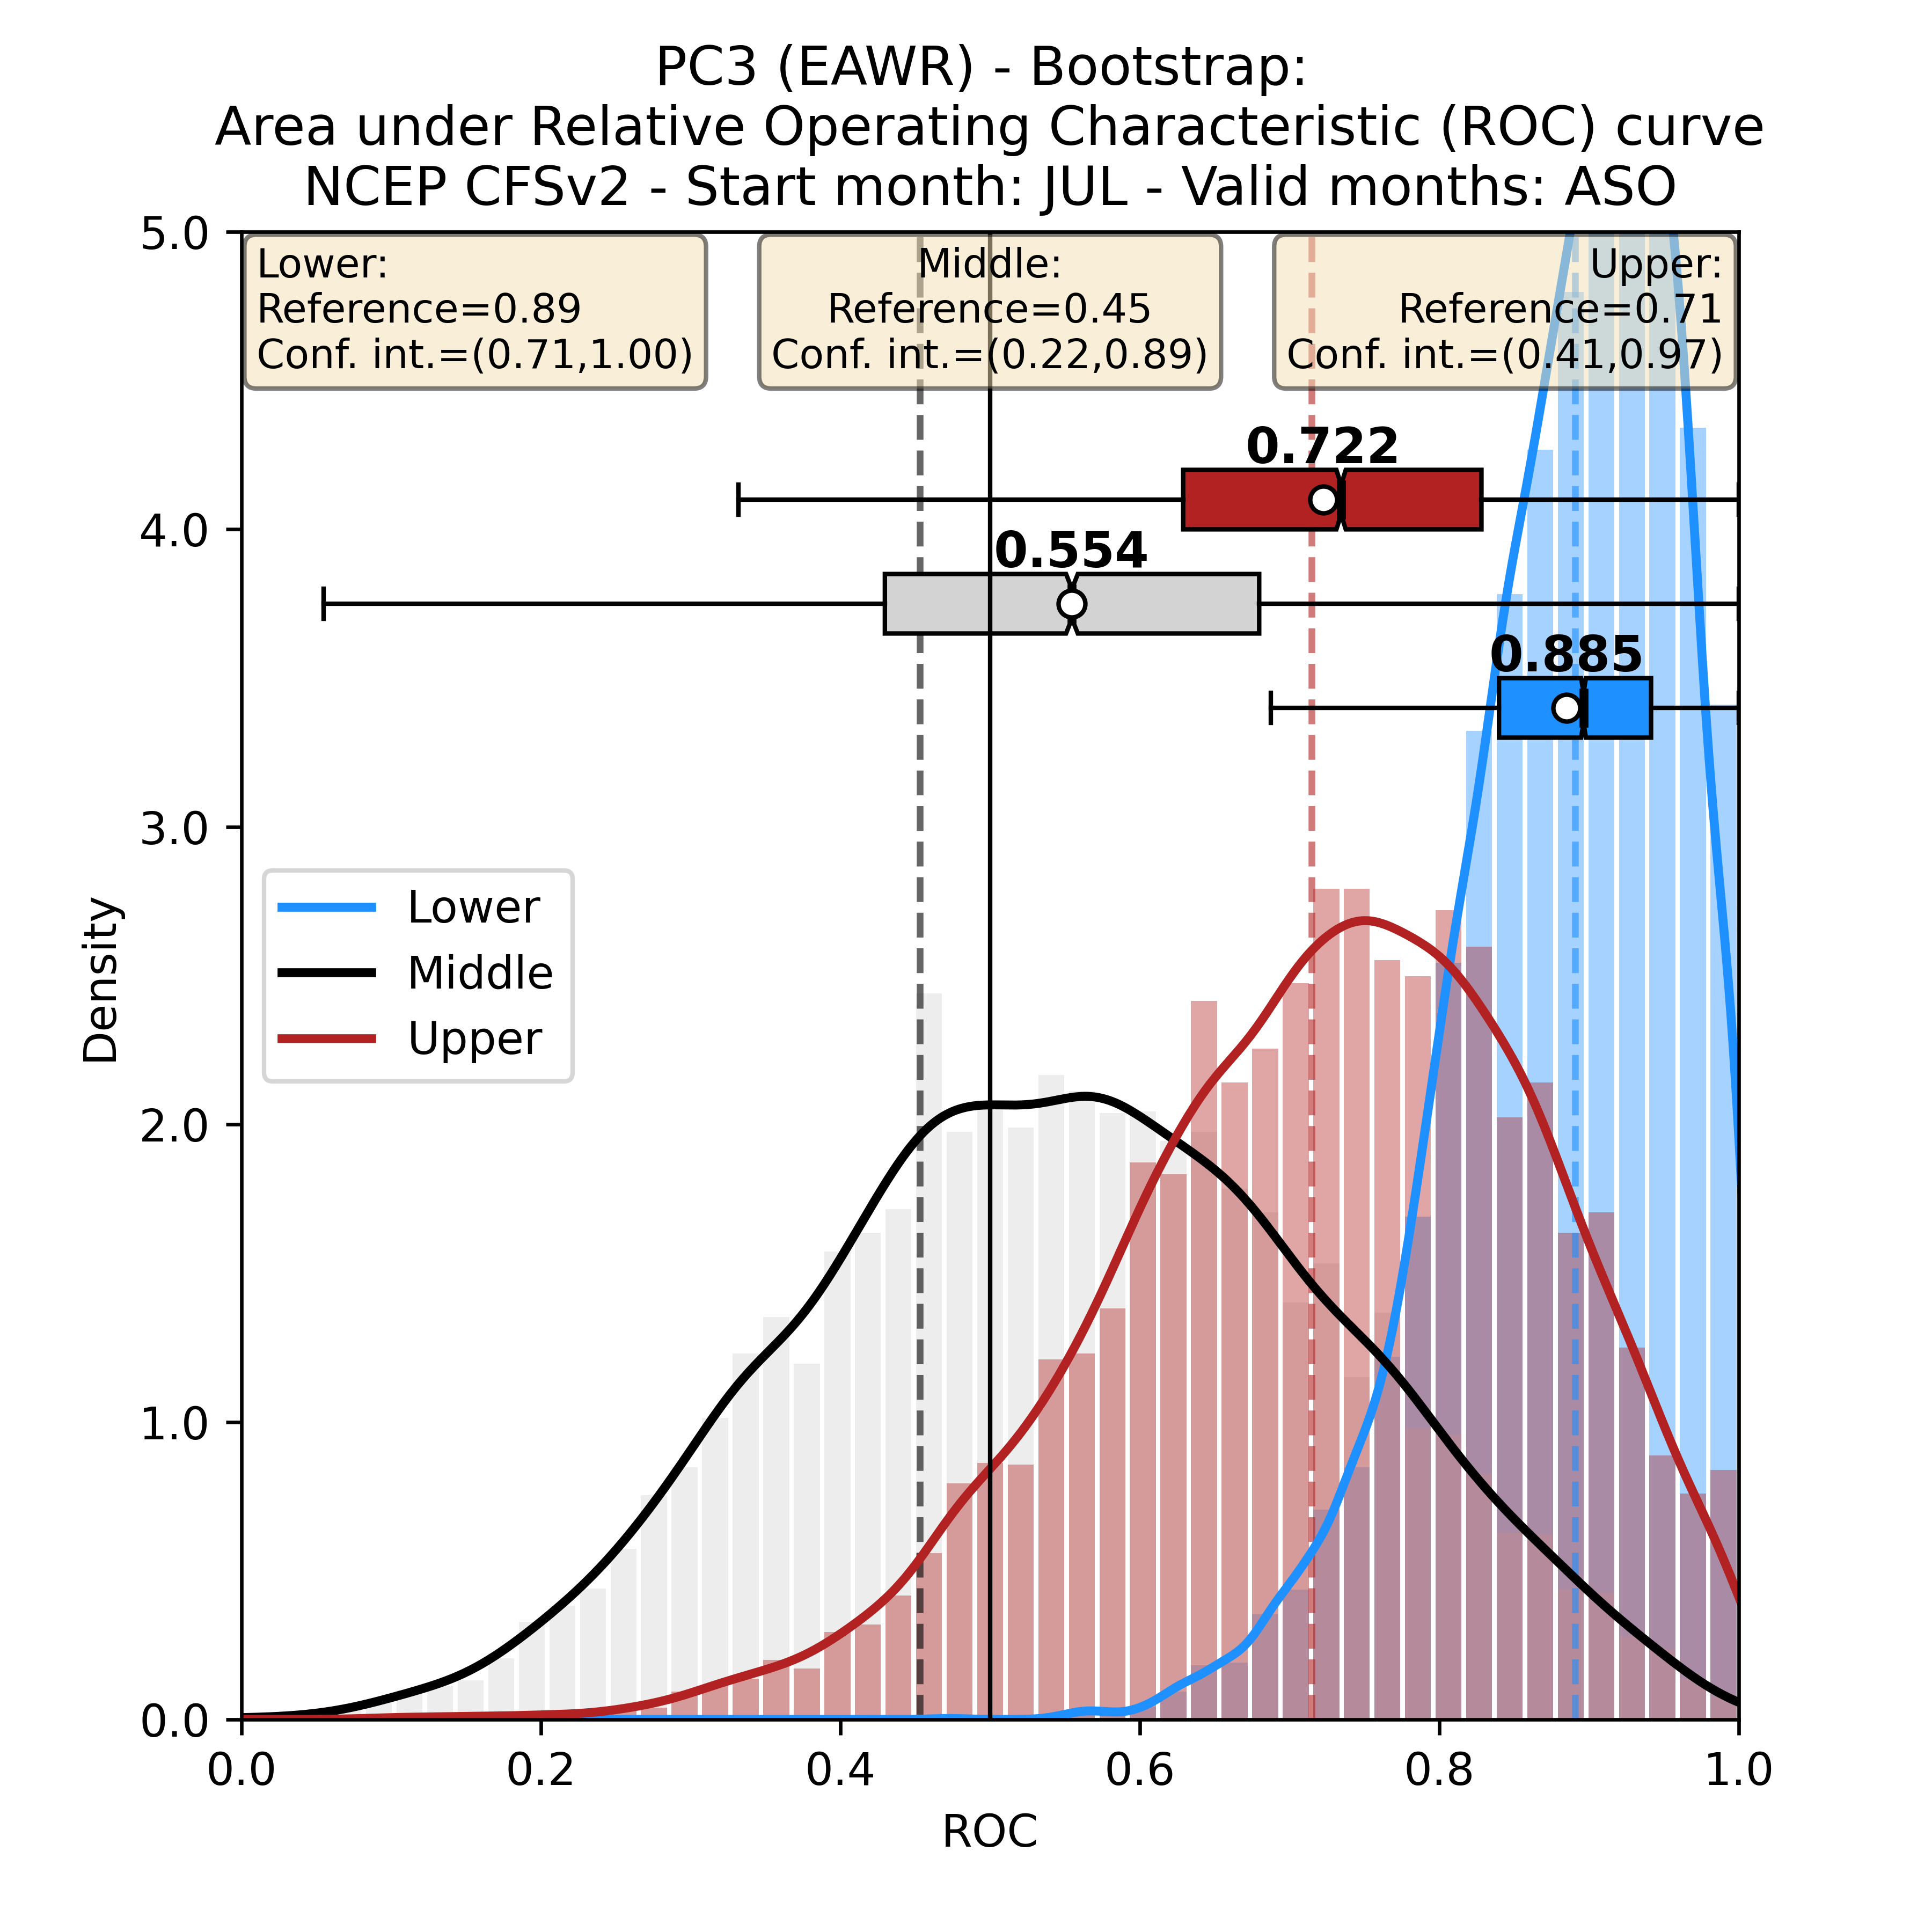 PC3 (EAWR) - Bootstrap:
Area under Relative Operating Characteristic (ROC) curve
NCEP CFSv2 - Start month: JUL - Valid months: ASO
Lower:
Reference=0.89
Conf. int.=(0.71,1.00)
Middle:
Reference=0.45
Conf. int.=(0.22,0.89)
Upper:
Reference=0.71
Conf. int.=(0.41,0.97)
0.722
0.554
0.885
5.0
4.0
3.0
2.0
1.0
0.0
Density
Lower
Middle
Upper
0.0 0.2 0.4 0.6 0.8 1.0
ROC